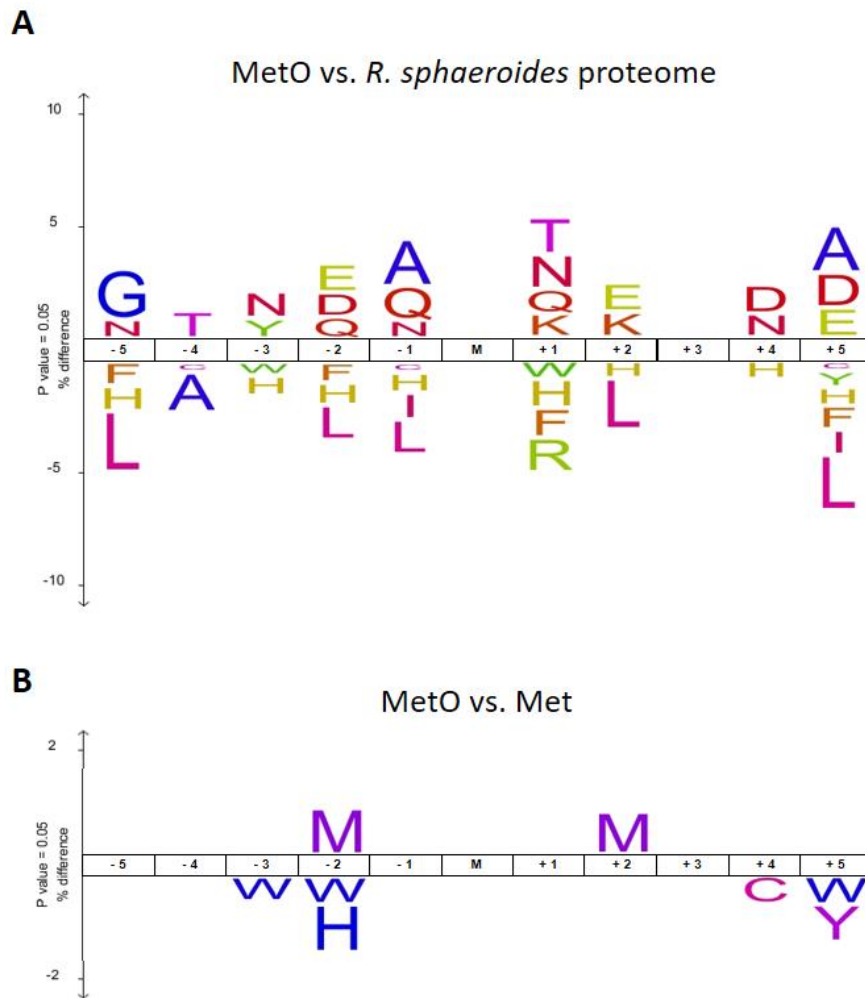 A
MetO vs. R. sphaeroides proteome
10
5
P value = 0.05
% difference
-5
-10
T
A
A
E N
G N D Q Q E D D
N T Y Q N K K N E
- 5 - 4 - 3 - 2 - 1 M + 1 + 2 + 3 + 4 + 5
F C W F C W H H C
H A H H H H L Y
L L I F H
L R F
I
L
B
MetO vs. Met
2
P value = 0.05
% difference
-2
M M
- 5 - 4 - 3 - 2 - 1 M + 1 + 2 + 3 + 4 + 5
W W C W
H Y